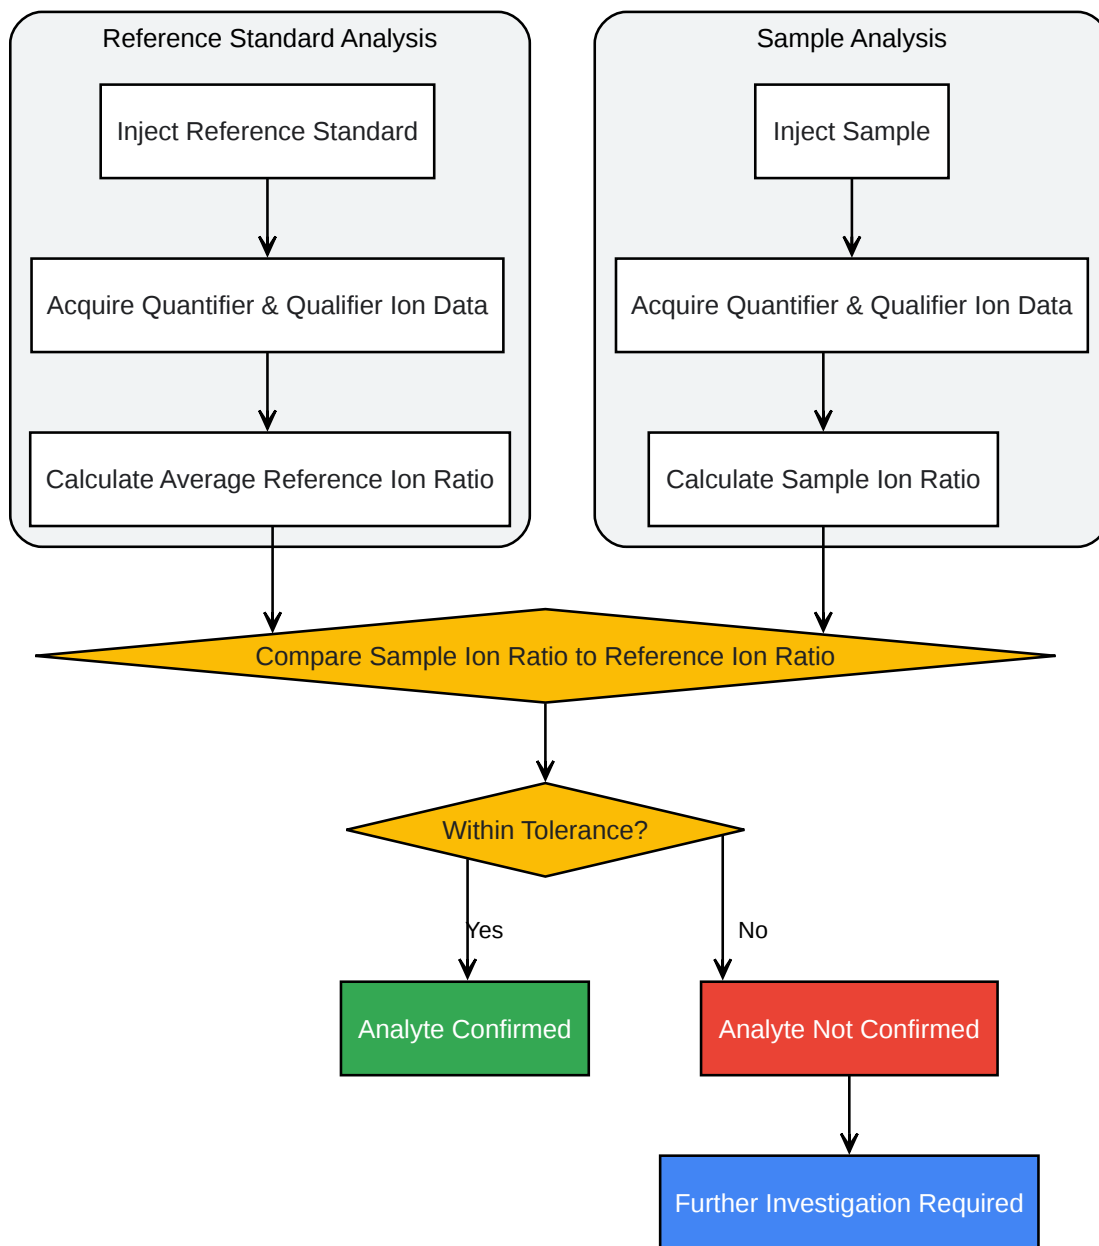 Reference Standard Analysis
Inject Reference Standard
Acquire Quantifier & Qualifier Ion Data
Calculate Average Reference Ion Ratio
Sample Analysis
Inject Sample
Acquire Quantifier & Qualifier Ion Data
Calculate Sample Ion Ratio
Compare Sample Ion Ratio to Reference Ion Ratio
Within Tolerance?
Yes
No
Analyte Confirmed
Analyte Not Confirmed
Further Investigation Required